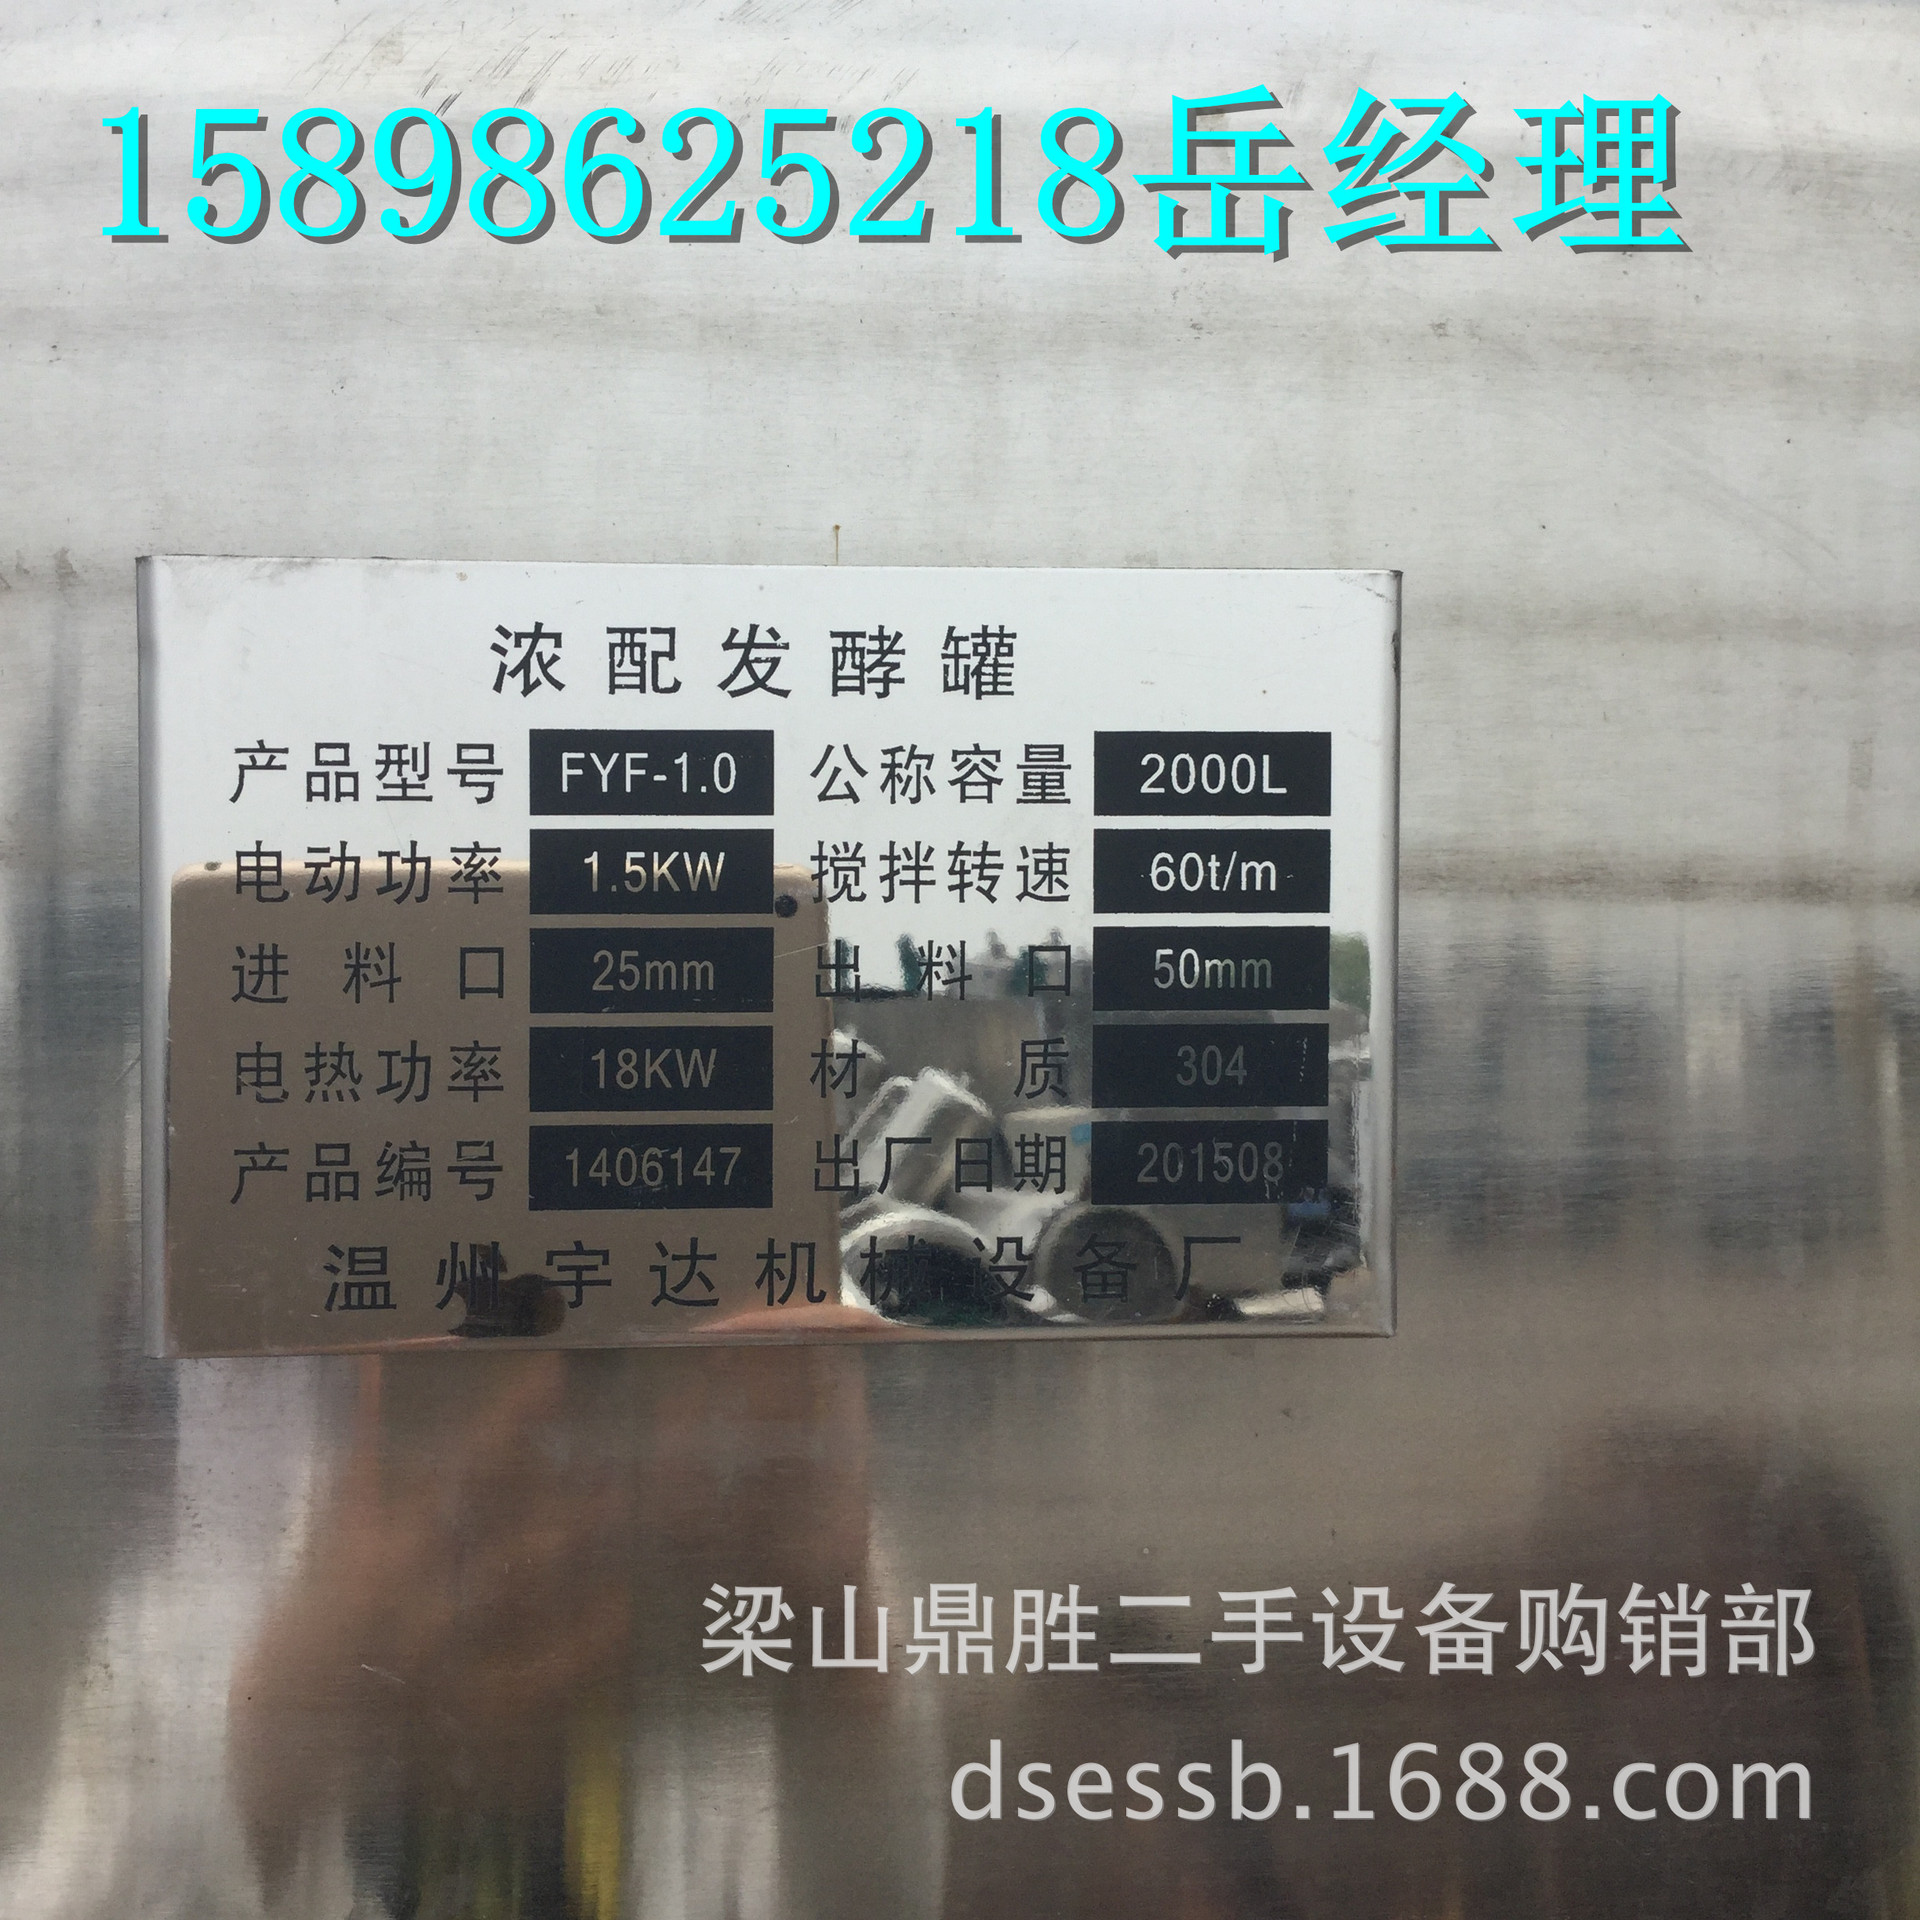 15898625218岳经理
浓配发酵罐
产品型号 FYF-1.0 公称容量 2000L
电动功率 1.5KW 搅拌转速 60t/m
进料口 25mm 出料口 50mm
电热功率 18KW 材质 304
产品编号 1406147 出厂日期 201508
温州宇达机械设备厂
梁山鼎胜二手设备购销部
dsessb.1688.com